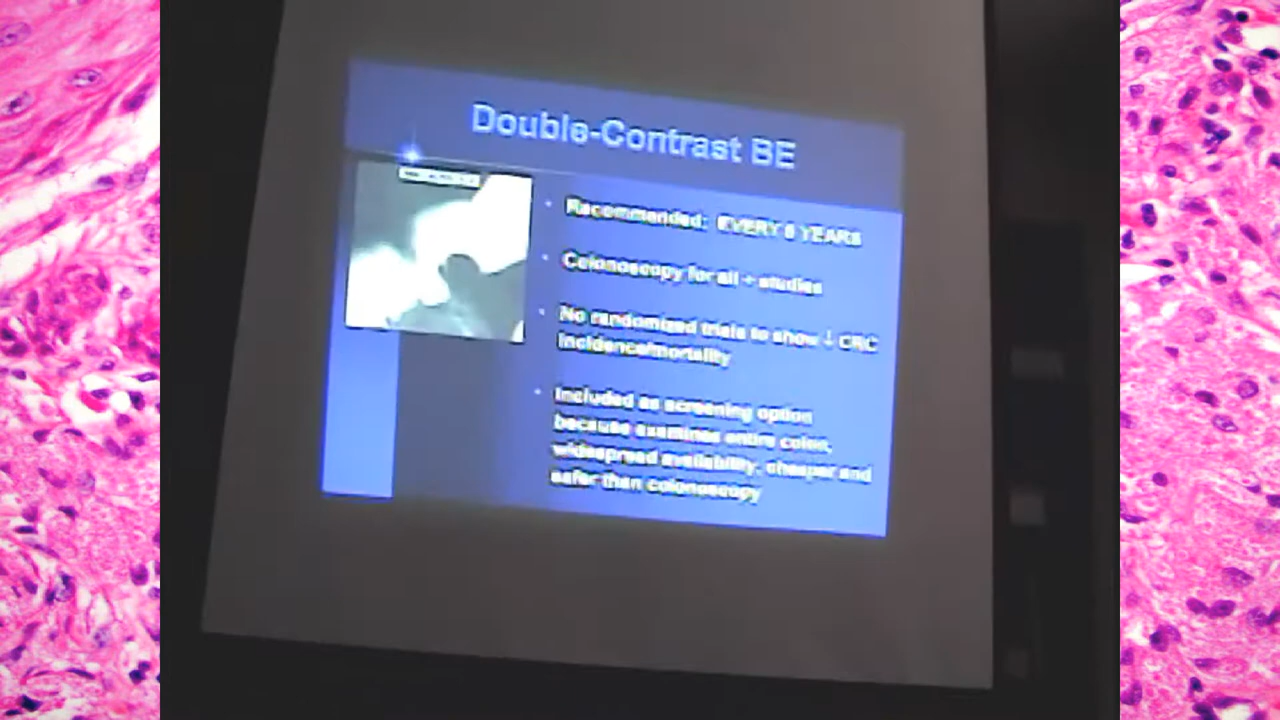 Double-Contrast BE
Recommended: EVERY 5 YEARS
Colonoscopy for all + studies
No randomized trials to show ↓ CRC
incidence/mortality
Included as screening option
because examines entire colon,
widespread availability, cheaper and
safer than colonoscopy